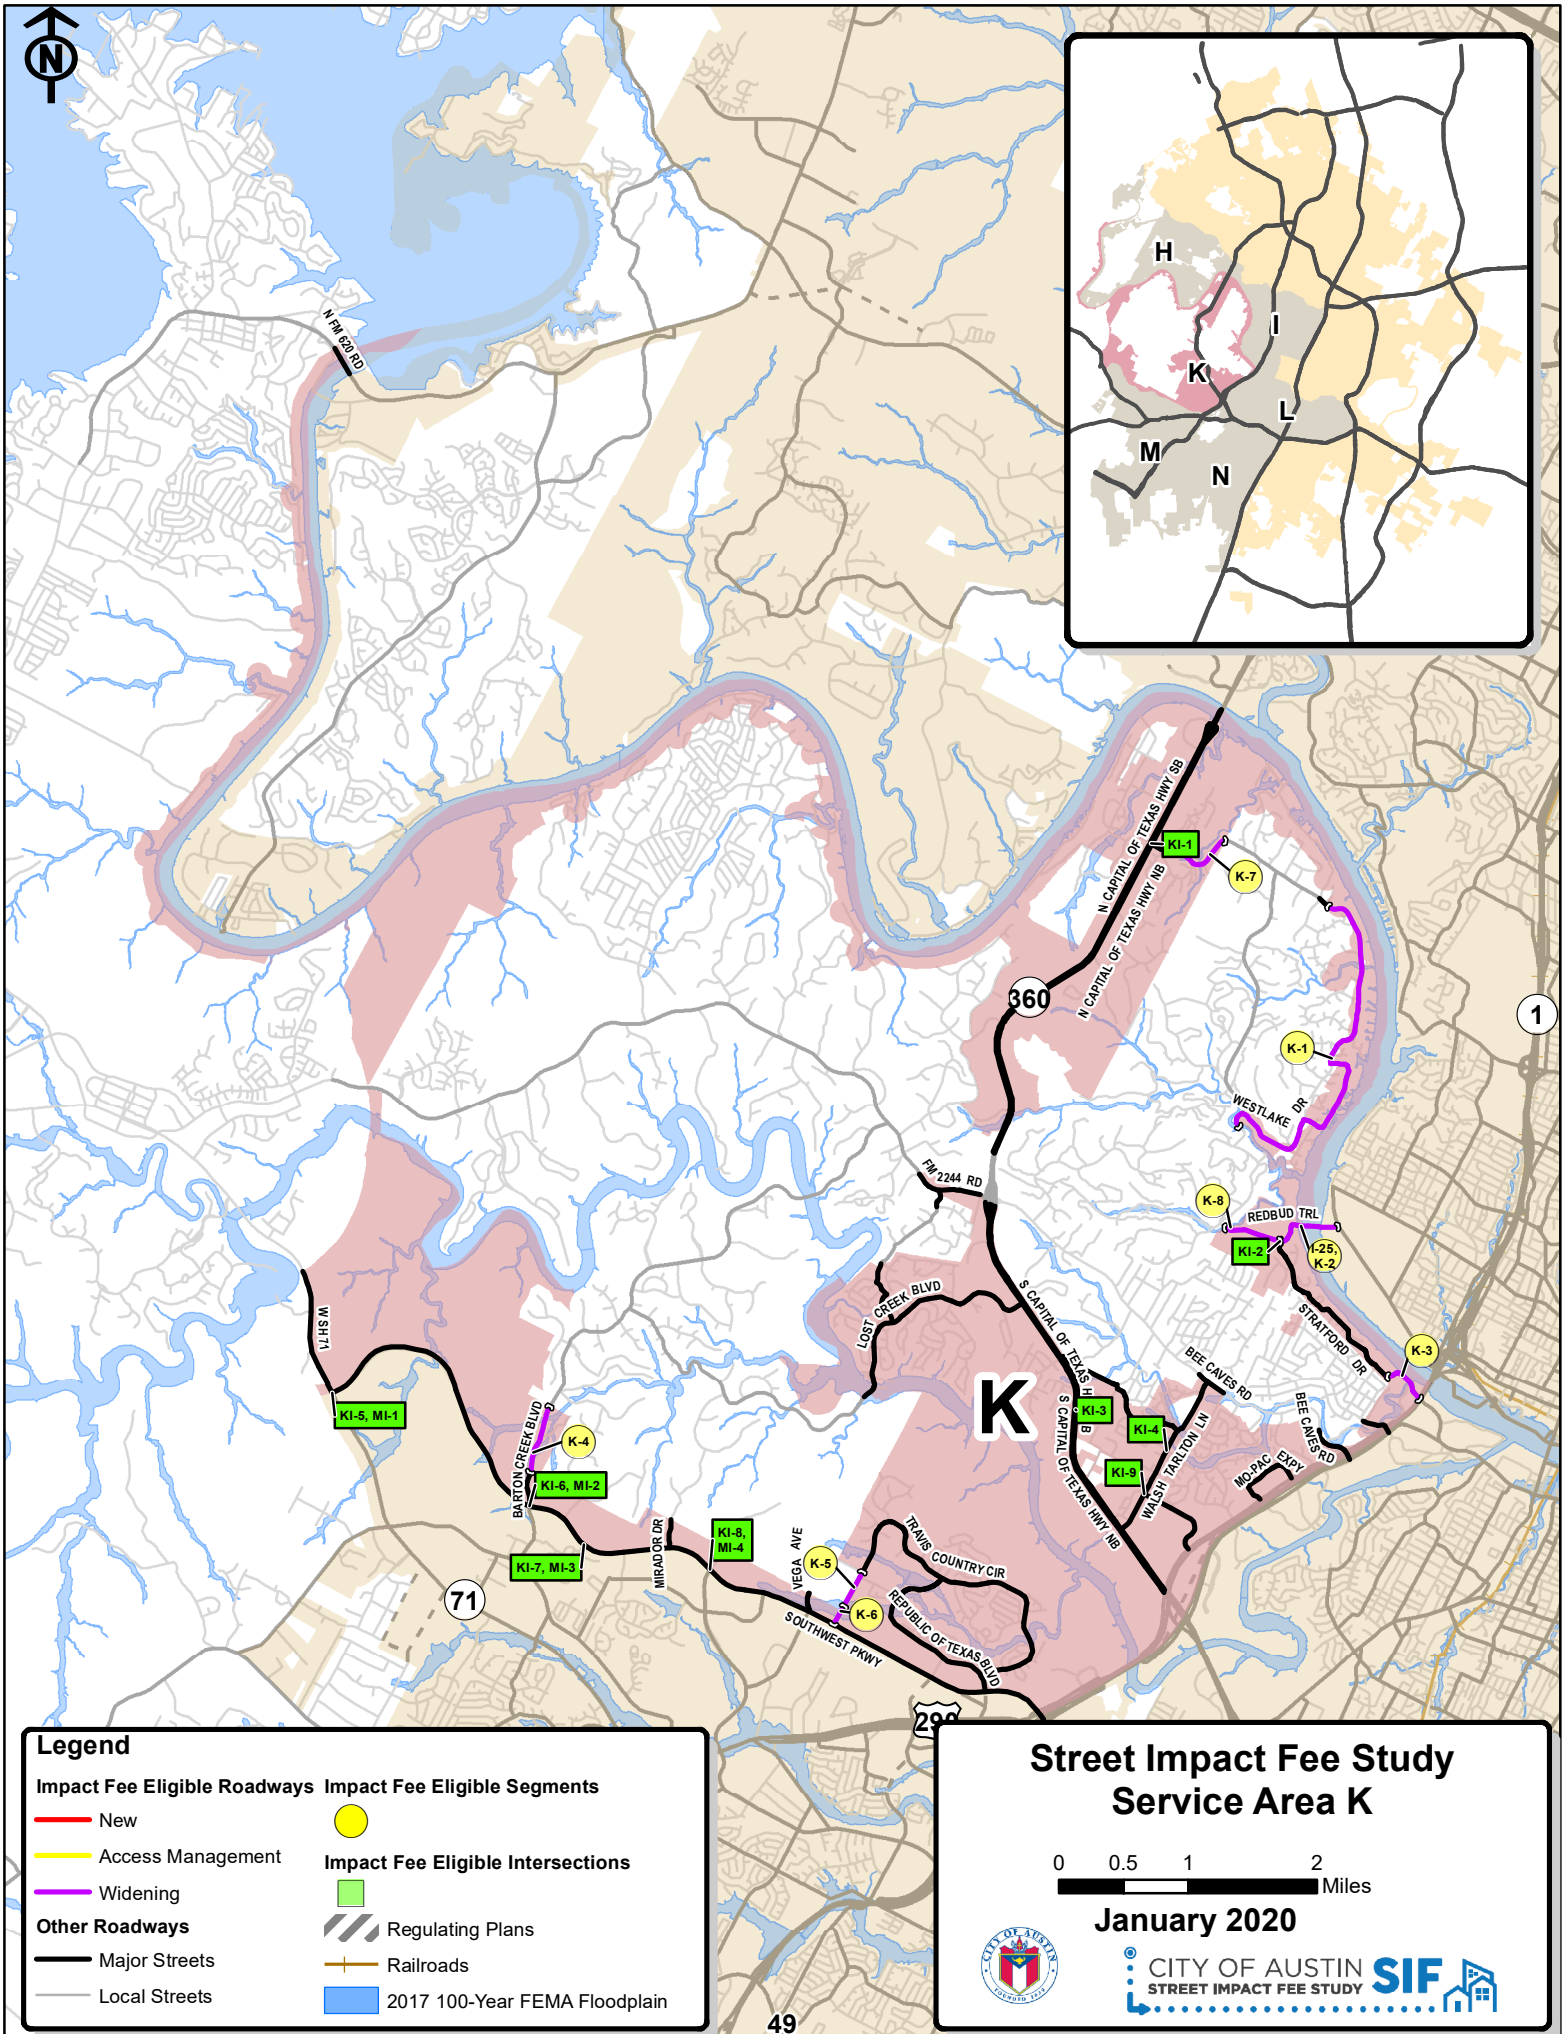 N
H
I
K
L
M
N
N FM 620 RD
N CAPITAL OF TEXAS HWY SB
KI-1
K-7
N CAPITAL OF TEXAS HWY NB
360
1
K-1
WESTLAKE DR
FM 2244 RD
K-8
REDBUD TRL
KI-2
I-25,
K-2
W SH 71
LOST CREEK BLVD
S CAPITAL OF TEXAS H
B
STRATFORD DR
K-3
BEE CAVES RD
K
KI-3
S CAPITAL OF TEXAS HWY NB
KI-4
WALSH TARLTON LN
BEE CAVES RD
KI-5, MI-1
BARTON CREEK BLVD
K-4
KI-9
MO-PAC EXPY
KI-6, MI-2
KI-7, MI-3
MIRADOR DR
KI-8,
MI-4
VEGA AVE
K-5
TRAVIS COUNTRY CIR
K-6
REPUBLIC OF TEXAS BLVD
71
SOUTHWEST PKWY
290
Legend
Impact Fee Eligible Roadways
New
Access Management
Widening
Other Roadways
Major Streets
Local Streets
Impact Fee Eligible Segments
Impact Fee Eligible Intersections
Regulating Plans
Railroads
2017 100-Year FEMA Floodplain
Street Impact Fee Study
Service Area K
0 0.5 1 2
Miles
January 2020
CITY OF AUSTIN
FOUNDED 1839
CITY OF AUSTIN
STREET IMPACT FEE STUDY
SIF
49